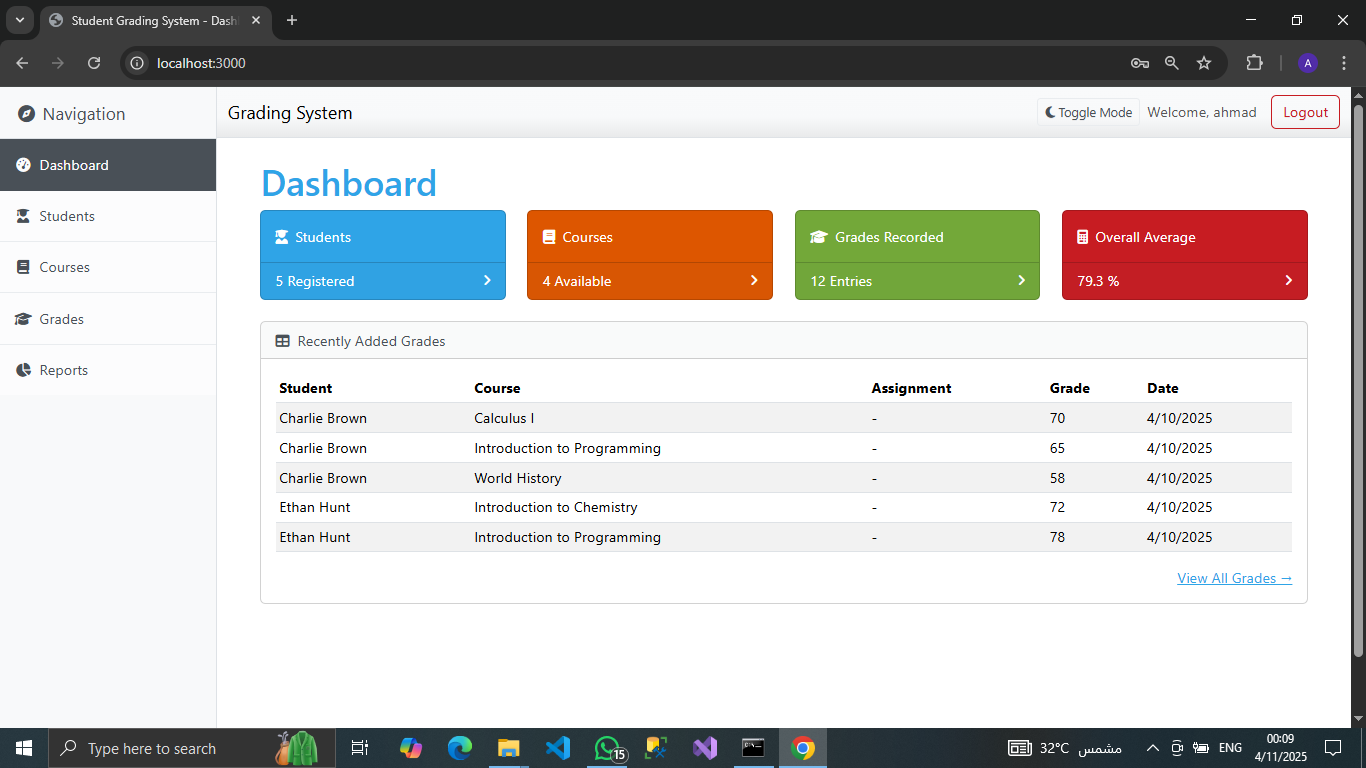 Student Grading System - Dash
localhost:3000
A
Navigation
Grading System
Toggle Mode
Welcome, ahmad
Logout
Dashboard
Students
Courses
Grades
Reports
Dashboard
Students
5 Registered
Courses
4 Available
Grades Recorded
12 Entries
Overall Average
79.3 %
Recently Added Grades
Student Course Assignment Grade Date
Charlie Brown Calculus I - 70 4/10/2025
Charlie Brown Introduction to Programming - 65 4/10/2025
Charlie Brown World History - 58 4/10/2025
Ethan Hunt Introduction to Chemistry - 72 4/10/2025
Ethan Hunt Introduction to Programming - 78 4/10/2025
View All Grades →
Type here to search
15
32°C مشمس
ENG
00:09
4/11/2025